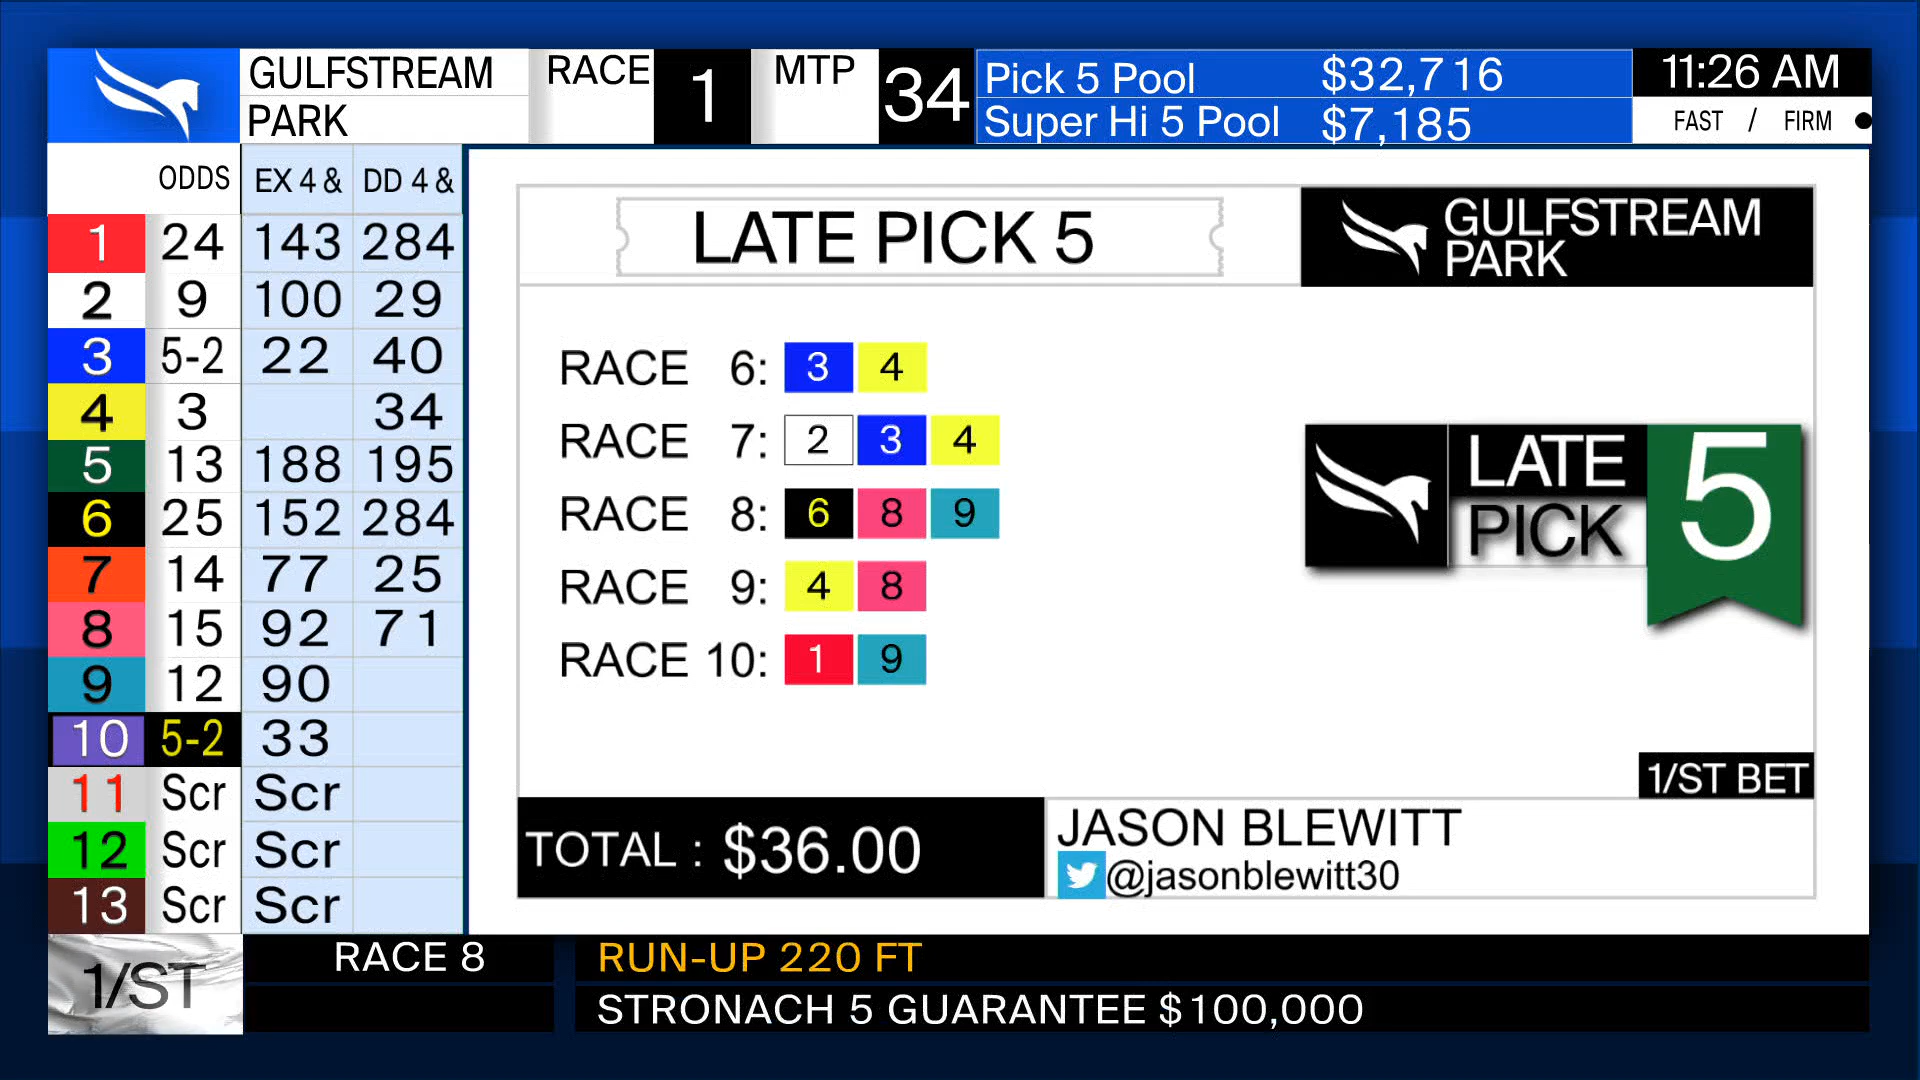 GULFSTREAM PARK
RACE 1
MTP 34
Pick 5 Pool $32,716
Super Hi 5 Pool $7,185
11:26 AM
FAST / FIRM
ODDS EX 4 & DD 4 &
1 24 143 284
2 9 100 29
3 5-2 22 40
4 3 34
5 13 188 195
6 25 152 284
7 14 77 25
8 15 92 71
9 12 90
10 5-2 33
11 Scr Scr
12 Scr Scr
13 Scr Scr
LATE PICK 5
GULFSTREAM
PARK
RACE 6: 3 4
RACE 7: 2 3 4
RACE 8: 6 8 9
RACE 9: 4 8
RACE 10: 1 9
LATE
PICK
5
1/ST BET
TOTAL : $36.00
JASON BLEWITT
@jasonblewitt30
1/ST
RACE 8
RUN-UP 220 FT
STRONACH 5 GUARANTEE $100,000